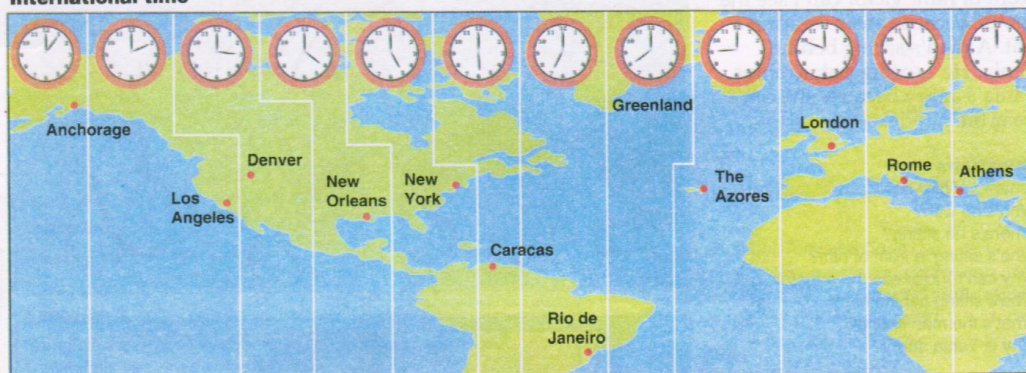 International time
Greenland
Anchorage
London
Denver
Rome
Athens
New
Orleans
New
York
The
Azores
Los
Angeles
Caracas
Rio de
Janeiro